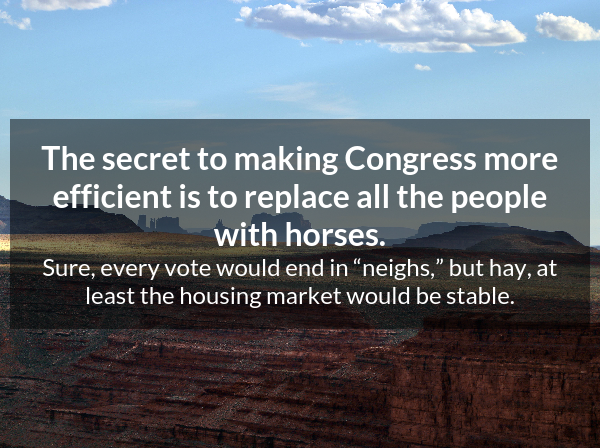 The secret to making Congress more
efficient is to replace all the people
with horses.
Sure, every vote would end in “neighs,” but hay, at
least the housing market would be stable.